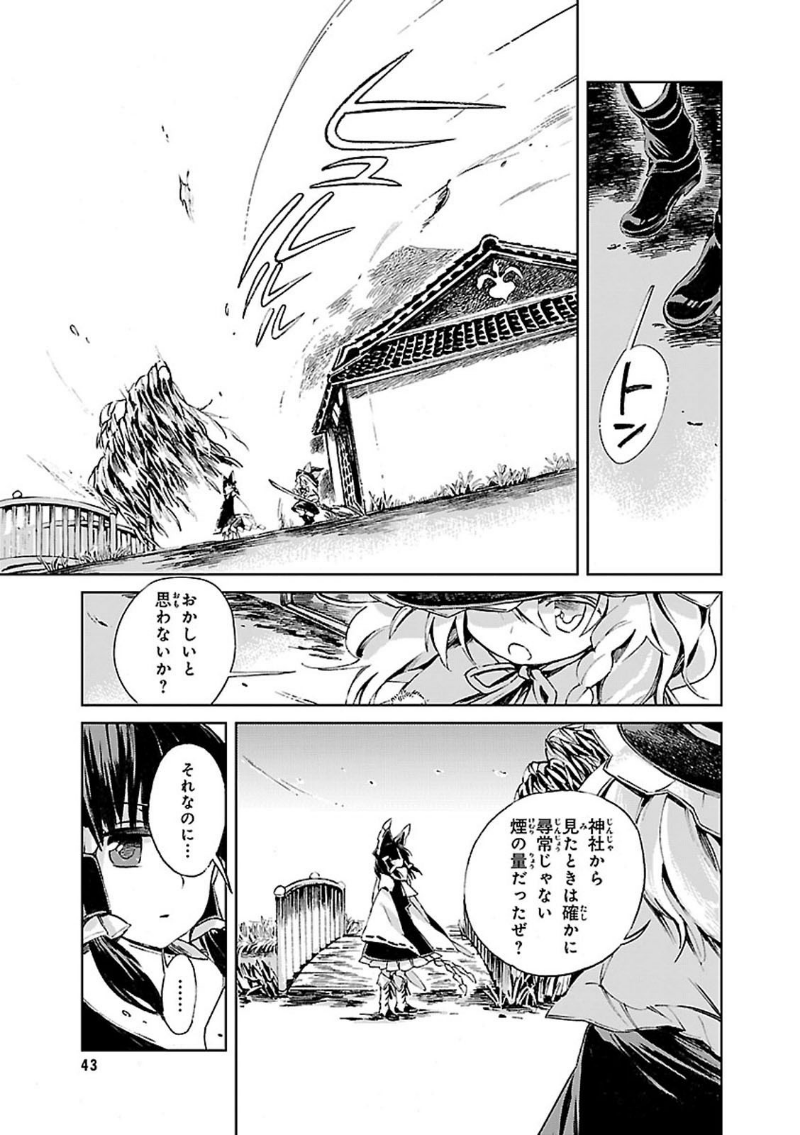 トン
ヒュルルルル
おかしいと
思わないか？
神社から
見たときは確かに
尋常じゃない
煙の量だったぜ？
それなのに…
……
43